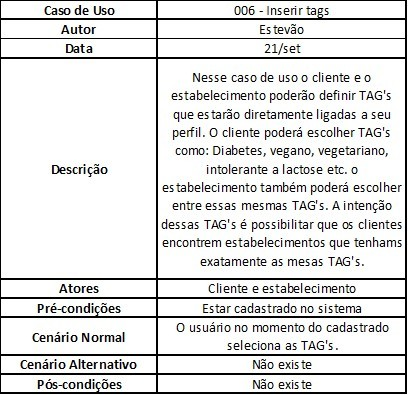 Caso de Uso 006 - Inserir tags
Autor Estevão
Data 21/set
Descrição
Nesse caso de uso o cliente e o
estabelecimento poderão definir TAG's
que estarão diretamente ligadas a seu
perfil. O cliente poderá escolher TAG's
como: Diabetes, vegano, vegetariano,
intolerante a lactose etc. o
estabelecimento também poderá escolher
entre essas mesmas TAG's. A intenção
dessas TAG's é possibilitar que os clientes
encontrem estabelecimentos que tenhams
exatamente as mesas TAG's.
Atores Cliente e estabelecimento
Pré-condições Estar cadastrado no sistema
Cenário Normal
O usuário no momento do cadastrado
seleciona as TAG's.
Cenário Alternativo Não existe
Pós-condições Não existe